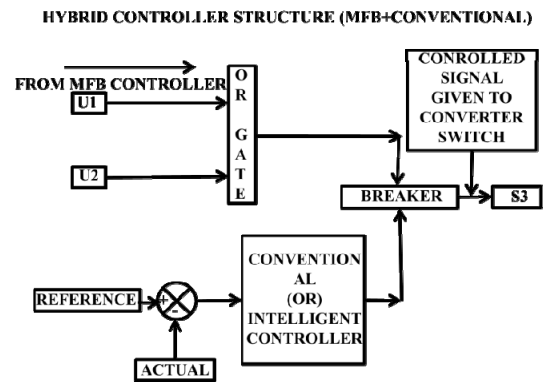 HYBRID CONTROLLER STRUCTURE (MFB+CONVENTIONAL)
FROM MFB CONTROLLER
U1
U2
O
R
G
A
T
E
CONROLLED
SIGNAL
GIVEN TO
CONVERTER
SWITCH
BREAKER
S3
REFERENCE
+
-
ACTUAL
CONVENTION
AL
(OR)
INTELLIGENT
CONTROLLER